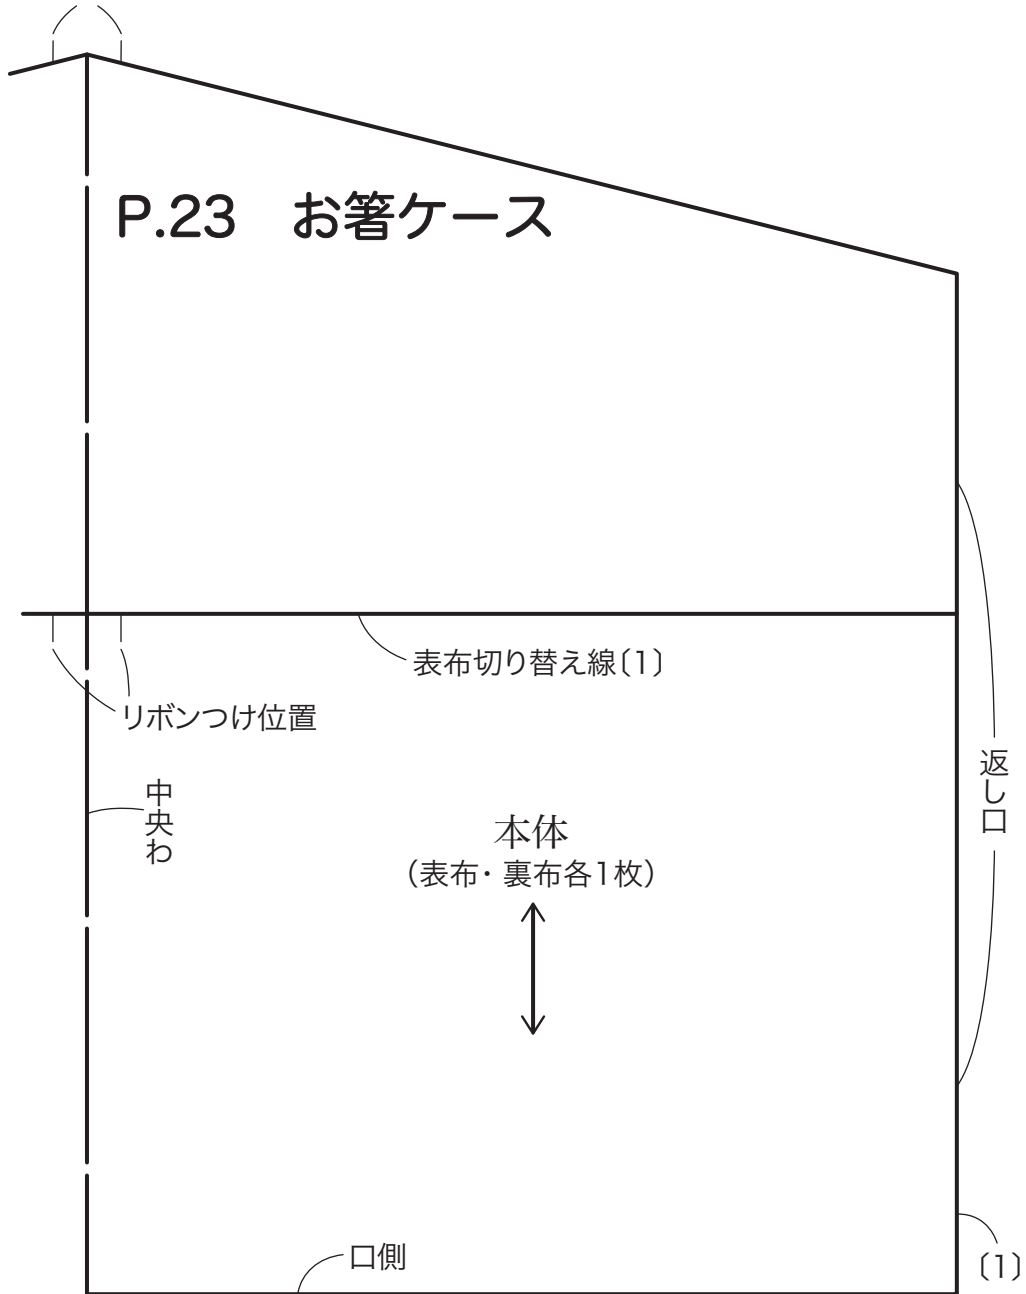 P.23　お箸ケース
表布切り替え線〔1〕
リボンつけ位置
中央わ
返し口
本体
（表布・裏布各1枚）
口側
〔1〕